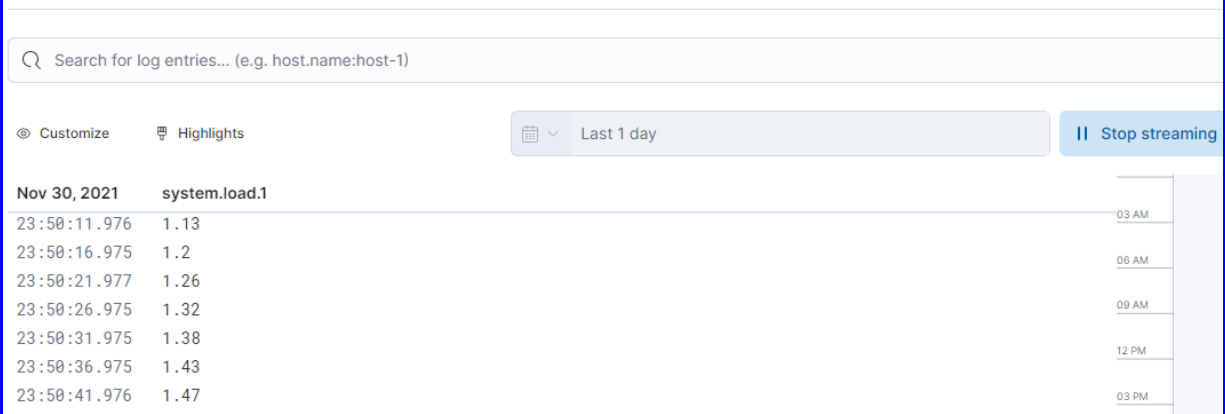 Search for log entries... (e.g. host.name:host-1)
Customize Highlights Last 1 day Stop streaming
Nov 30, 2021 system.load.1
23:50:11.976 1.13
23:50:16.975 1.2
23:50:21.977 1.26
23:50:26.975 1.32
23:50:31.975 1.38
23:50:36.975 1.43
23:50:41.976 1.47
03 AM
06 AM
09 AM
12 PM
03 PM